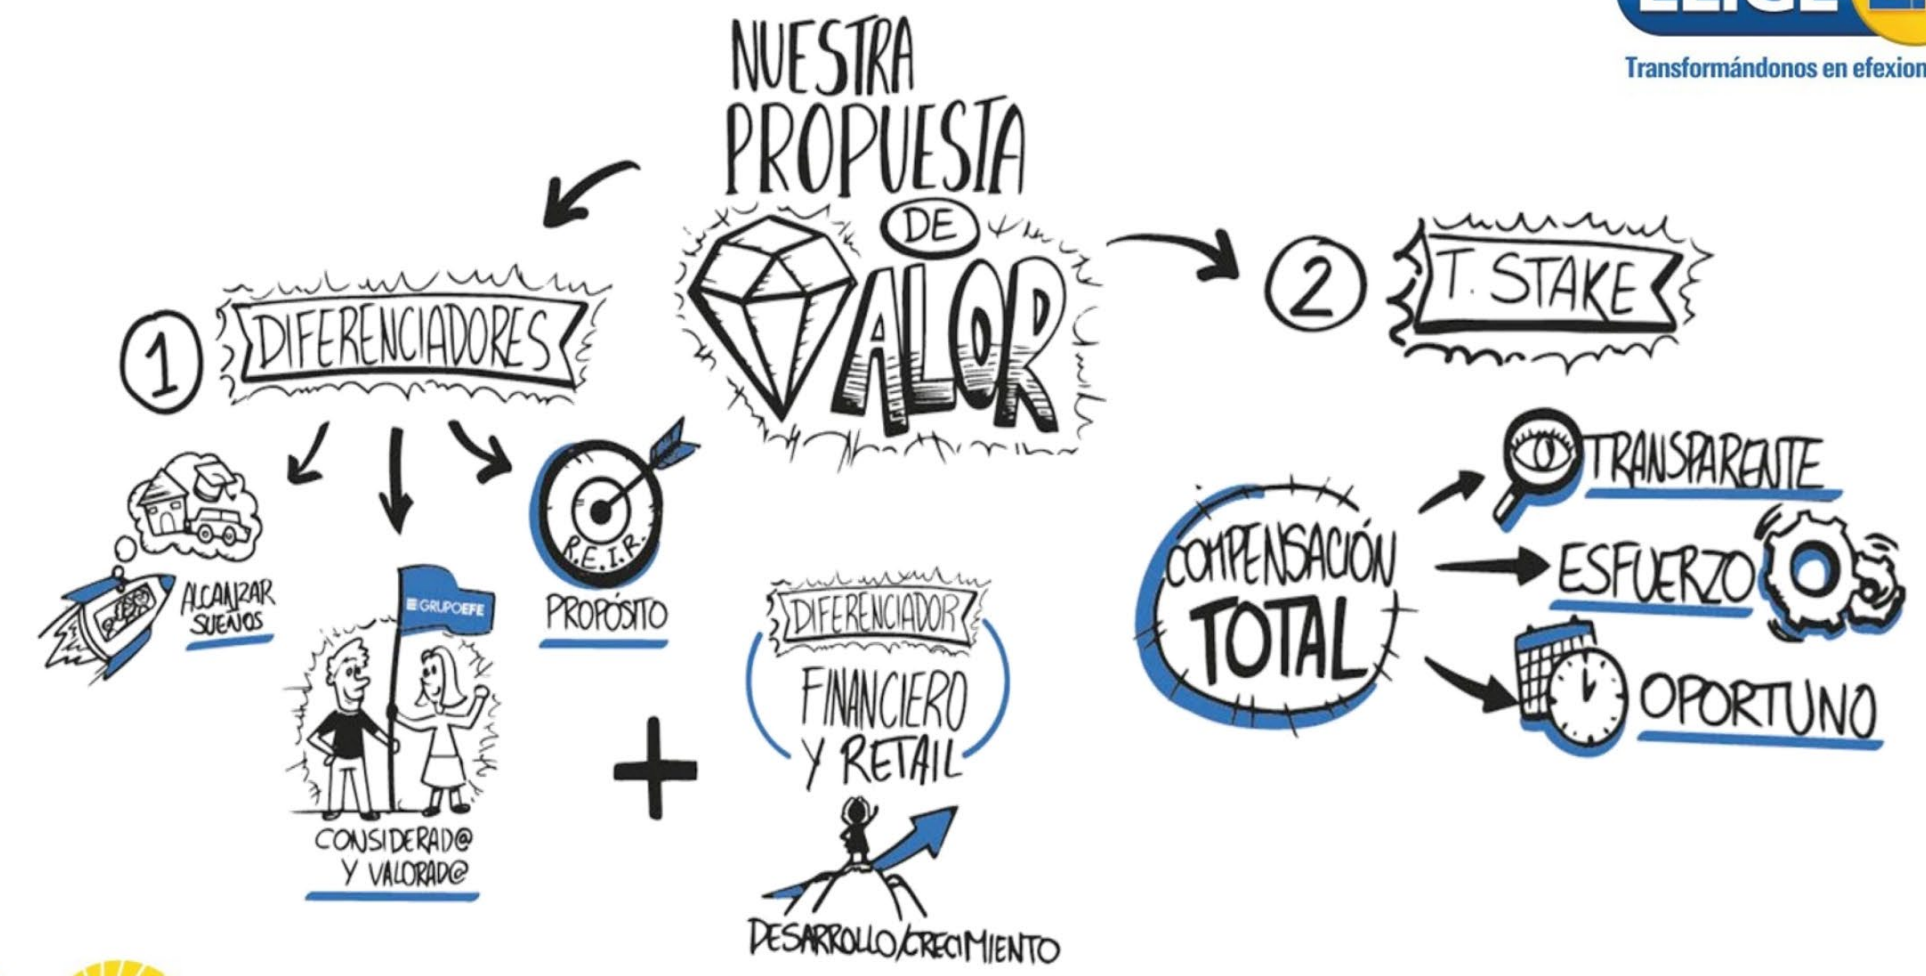 NUESTRA
PROPUESTA
DE
VALOR
Transformándonos en efexion
1
DIFERENCIADORES
ALCANZAR
SUEÑOS
GRUPOEFE
CONSIDERAD@
Y VALORAD@
R.E.I.R.
PROPÓSITO
+
DIFERENCIADOR
FINANCIERO
Y RETAIL
DESARROLLO/CRECIMIENTO
2
T. STAKE
COMPENSACIÓN
TOTAL
TRANSPARENTE
ESFUERZO
OPORTUNO